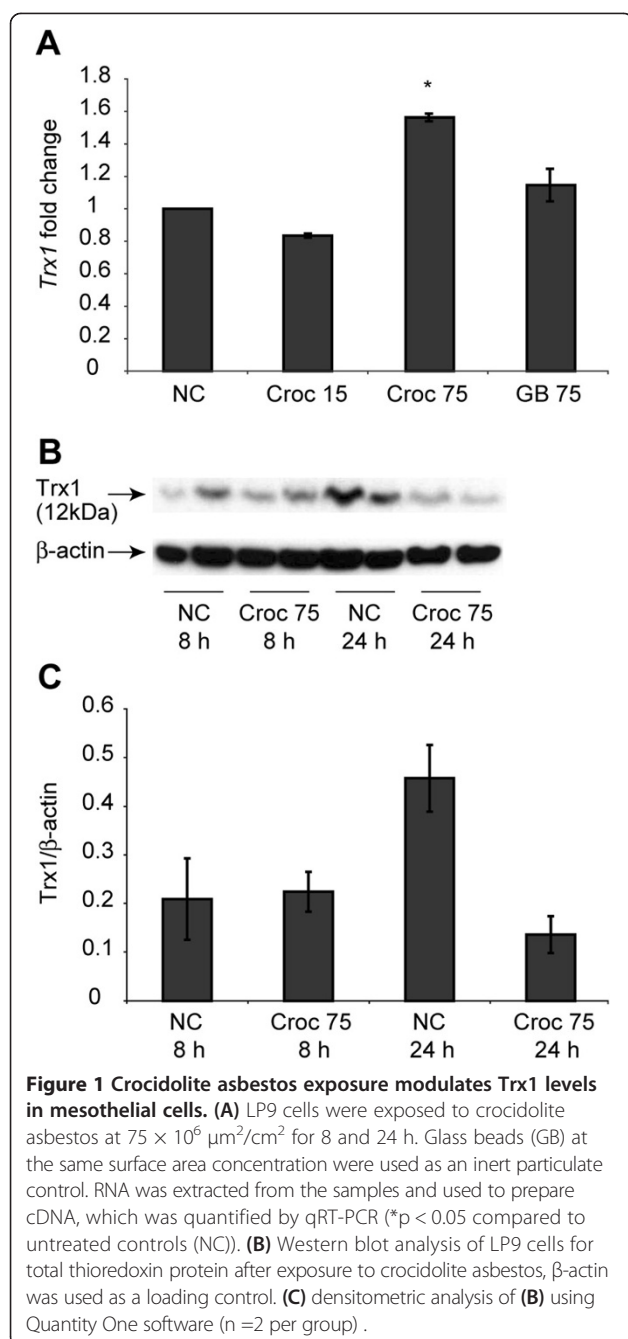 A
1.8
1.6
1.4
1.2
1
0.8
0.6
0.4
0.2
0
Trx1 fold change
*
NC Croc 15 Croc 75 GB 75
B
Trx1
(12kDa)
β-actin
NC Croc 75 NC Croc 75
8 h 8 h 24 h 24 h
C
0.6
0.5
0.4
0.3
0.2
0.1
0
Trx1/β-actin
NC Croc 75 NC Croc 75
8 h 8 h 24 h 24 h
Figure 1 Crocidolite asbestos exposure modulates Trx1 levels
in mesothelial cells. (A) LP9 cells were exposed to crocidolite
asbestos at 75 × 10⁶ μm²/cm² for 8 and 24 h. Glass beads (GB) at
the same surface area concentration were used as an inert particulate
control. RNA was extracted from the samples and used to prepare
cDNA, which was quantified by qRT-PCR (*p < 0.05 compared to
untreated controls (NC)). (B) Western blot analysis of LP9 cells for
total thioredoxin protein after exposure to crocidolite asbestos, β-actin
was used as a loading control. (C) densitometric analysis of (B) using
Quantity One software (n =2 per group) .